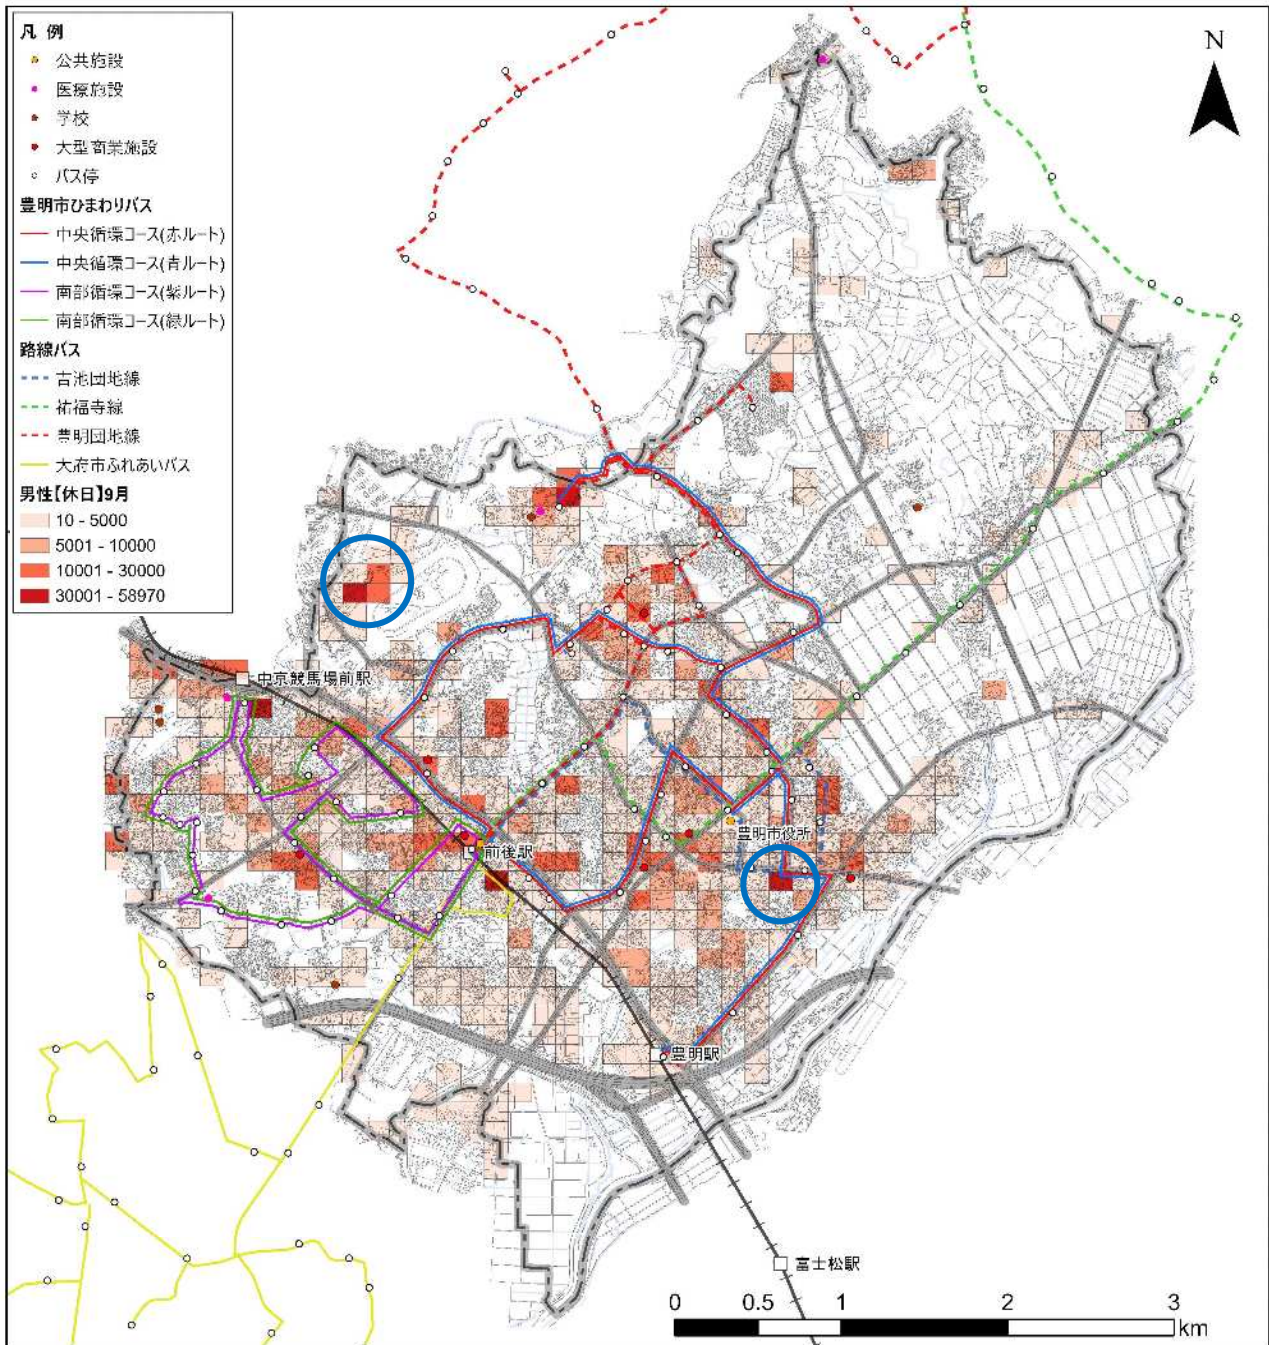 凡 例
公共施設
医療施設
学校
大型商業施設
バス停
豊明市ひまわりバス
中央循環コース(赤ルート)
中央循環コース(青ルート)
南部循環コース(紫ルート)
南部循環コース(緑ルート)
路線バス
吉池団地線
祐福寺線
豊明団地線
大府市ふれあいバス
男性【休日】9月
10 - 5000
5001 - 10000
10001 - 30000
30001 - 58970
N
中京競馬場前駅
豊明市役所
前後駅
豊明駅
富士松駅
0 0.5 1 2 3
km